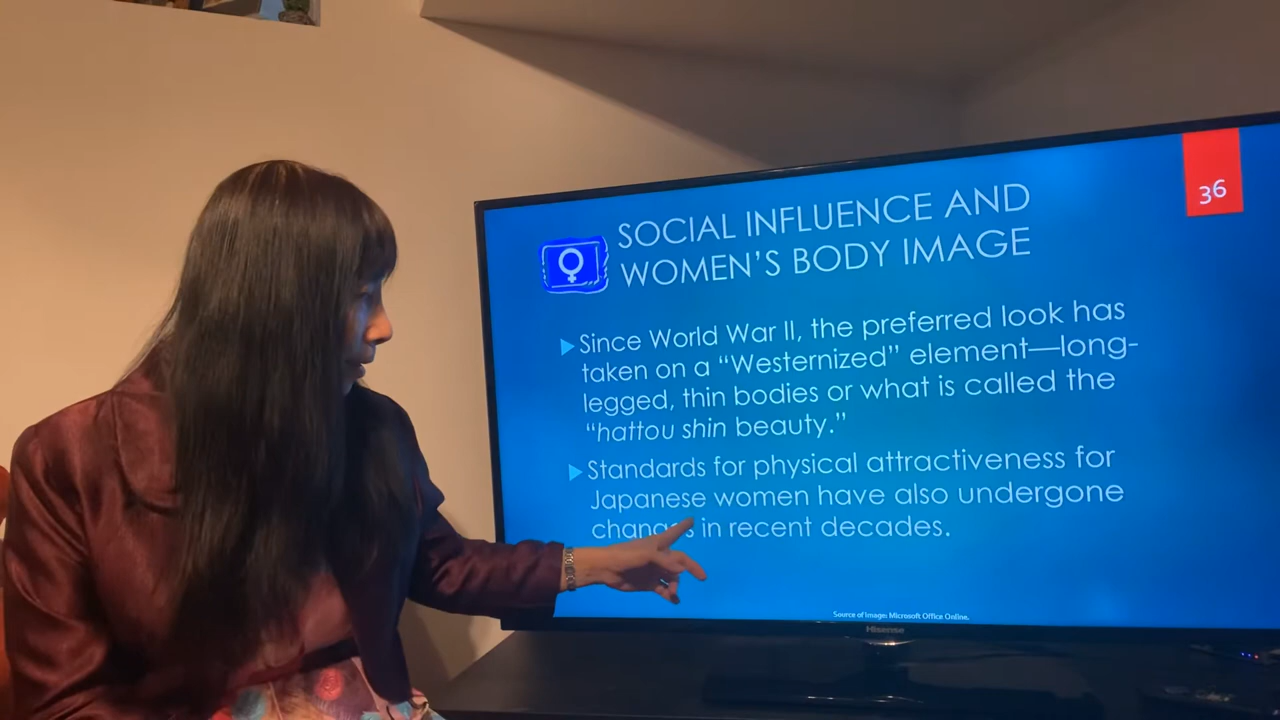 36
SOCIAL INFLUENCE AND
WOMEN'S BODY IMAGE
Since World War II, the preferred look has
taken on a “Westernized” element—long-
legged, thin bodies or what is called the
“hattou shin beauty.”
Standards for physical attractiveness for
Japanese women have also undergone
in recent decades.
Source of Image: Microsoft Office Online.
Hisense